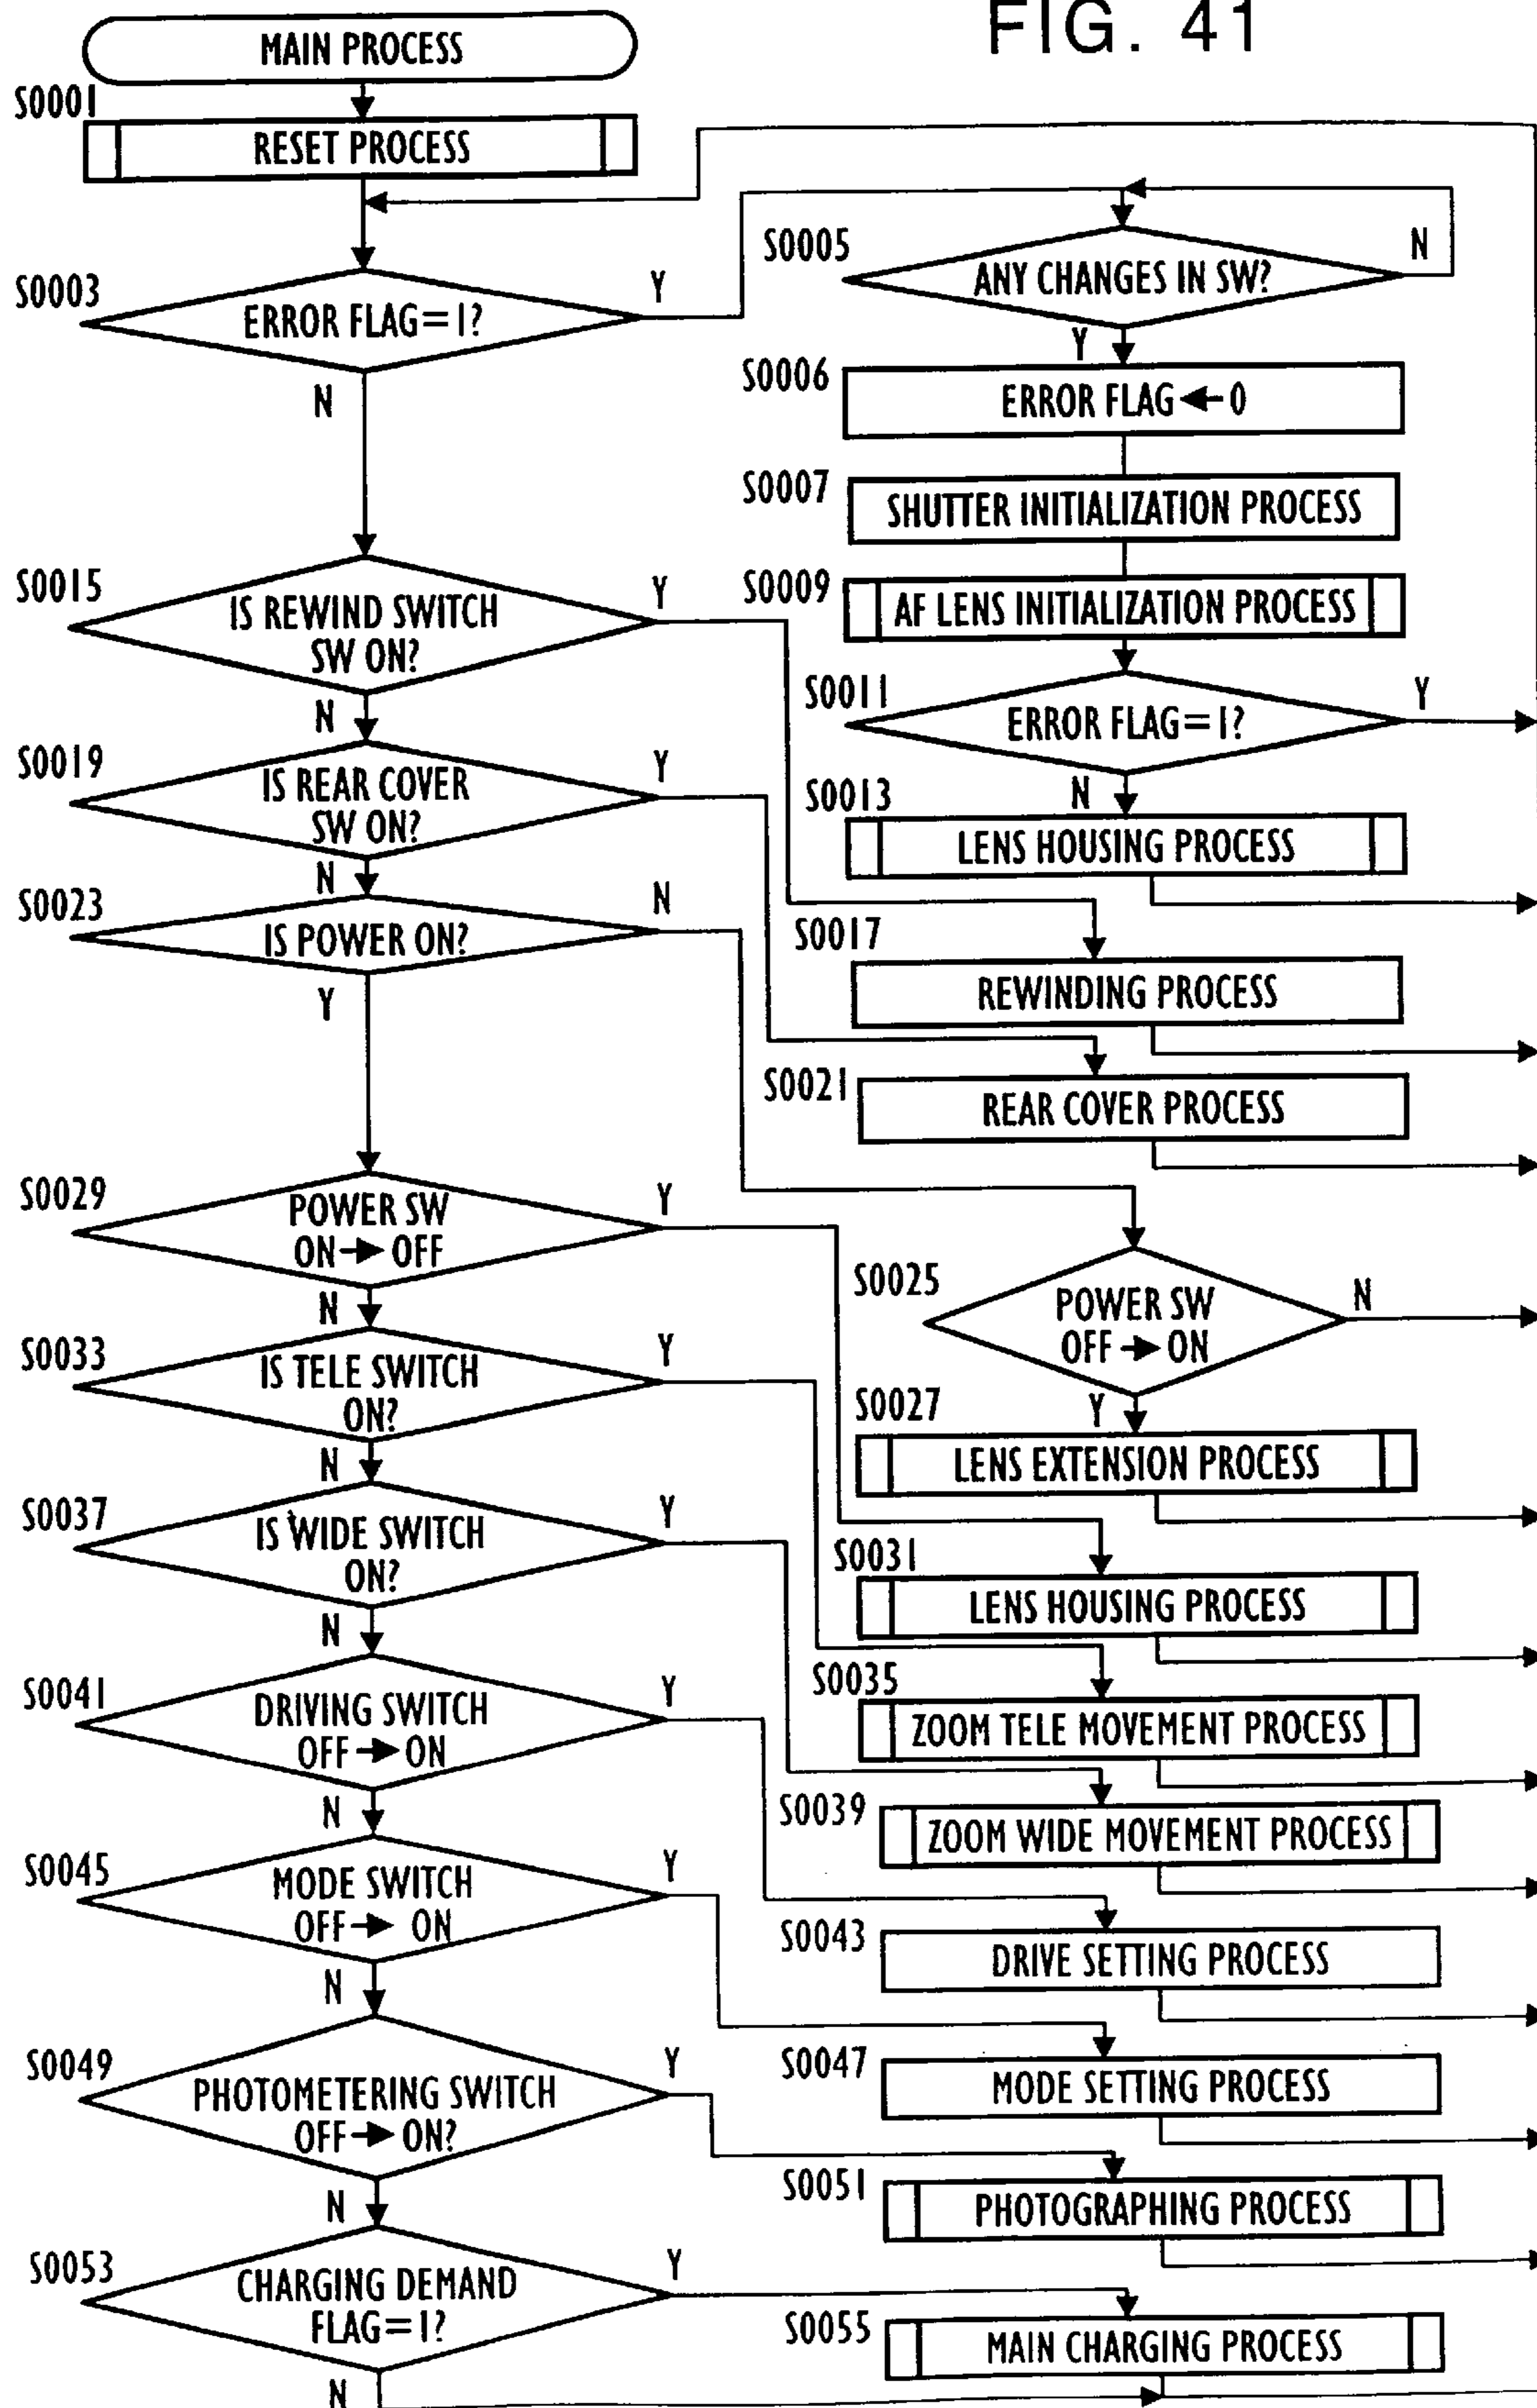 FIG. 41
MAIN PROCESS
S0001
RESET PROCESS
S0003
ERROR FLAG=1?
Y
N
S0005
ANY CHANGES IN SW?
N
Y
S0006
ERROR FLAG←0
S0007
SHUTTER INITIALIZATION PROCESS
S0009
AF LENS INITIALIZATION PROCESS
S0011
ERROR FLAG=1?
Y
N
S0013
LENS HOUSING PROCESS
S0015
IS REWIND SWITCH
SW ON?
Y
N
S0017
REWINDING PROCESS
S0019
IS REAR COVER
SW ON?
Y
N
S0021
REAR COVER PROCESS
S0023
IS POWER ON?
N
Y
S0025
POWER SW
OFF→ON
N
Y
S0027
LENS EXTENSION PROCESS
S0029
POWER SW
ON→OFF
Y
N
S0031
LENS HOUSING PROCESS
S0033
IS TELE SWITCH
ON?
Y
N
S0035
ZOOM TELE MOVEMENT PROCESS
S0037
IS WIDE SWITCH
ON?
Y
N
S0039
ZOOM WIDE MOVEMENT PROCESS
S0041
DRIVING SWITCH
OFF→ON
Y
N
S0043
DRIVE SETTING PROCESS
S0045
MODE SWITCH
OFF→ ON
Y
N
S0047
MODE SETTING PROCESS
S0049
PHOTOMETERING SWITCH
OFF→ON?
Y
N
S0051
PHOTOGRAPHING PROCESS
S0053
CHARGING DEMAND
FLAG=1?
Y
N
S0055
MAIN CHARGING PROCESS